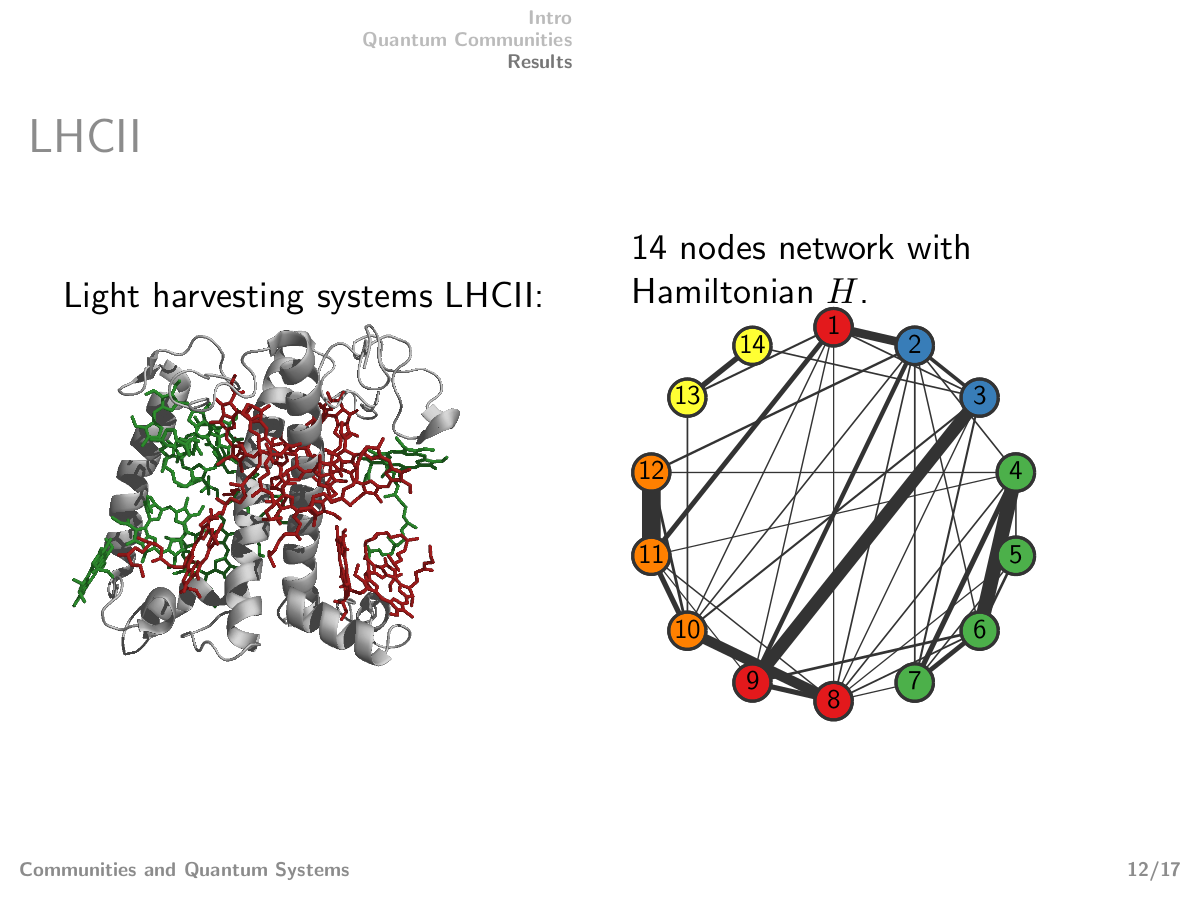 Intro
Quantum Communities
Results
LHCII
Light harvesting systems LHCII:
14 nodes network with
Hamiltonian H.
1
2
3
4
5
6
7
8
9
10
11
12
13
14
Communities and Quantum Systems
12/17